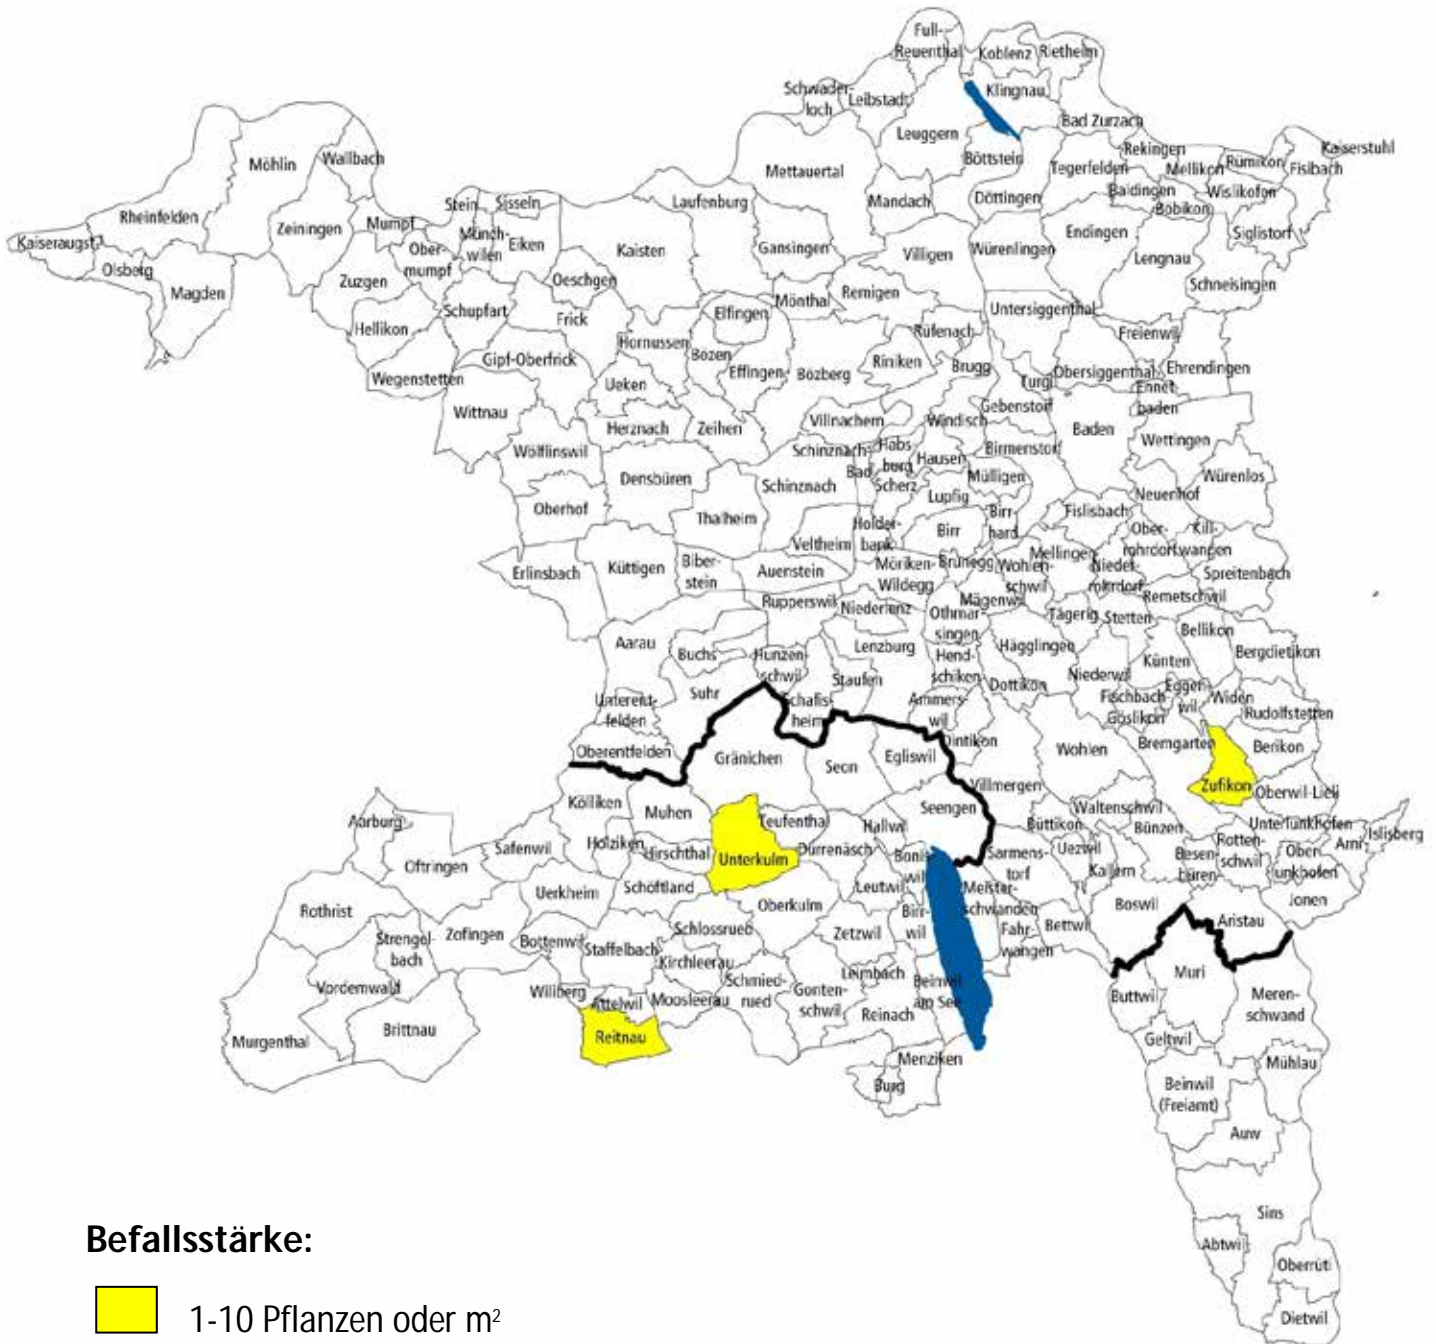 Full-
Reuenthal
Koblenz
Rietheim
Schwader-
loch
Leibstadt
Klingnau
Leuggern
Bad Zurzach
Kaiserstuhl
Möhlin
Wallbach
Mettauertal
Böttstein
Tegerfelden
Rekingen
Mellikon
Rümikon
Fisibach
Baldingen
Wislikofen
Böbikon
Rheinfelden
Stein
Sisseln
Laufenburg
Mandach
Döttingen
Kaiseraugst
Zeiningen
Mumpf
Münch-
wilen
Eiken
Ober-
mumpf
Kaisten
Gansingen
Villigen
Würenlingen
Endingen
Lengnau
Siglistorf
Olsberg
Magden
Zuzgen
Oeschgen
Schneisingen
Hellikon
Schupfart
Frick
Elfingen
Mönthal
Remigen
Untersiggenthal
Hornussen
Rüfenach
Freienwil
Wegenstetten
Gipf-Oberfrick
Bözen
Effingen
Bözberg
Riniken
Brugg
Turgi
Obersiggenthal
Ehrendingen
Ennet-
baden
Ueken
Wittnau
Herznach
Zeihen
Villnachern
Windisch
Gebenstorf
Baden
Wettingen
Wölflinswil
Densbüren
Schinznach-
Bad
Habs
burg
Hausen
Birmenstorf
Schinznach
Scherz
Lupfig
Mülligen
Neuenhof
Würenlos
Oberhof
Thalheim
Veltheim
Holder-
bank
Birr
Birr-
hard
Fislisbach
Ober-
rohrdorf
Kill-
wangen
Erlinsbach
Küttigen
Biber-
stein
Auenstein
Möriken-
Wildegg
Brunegg
Wohlen-
schwil
Mellingen
Nieder-
rohrdorf
Spreitenbach
Remetschwil
Rupperswil
Niederlenz
Othmar-
singen
Mägenwil
Tägerig
Stetten
Bellikon
Aarau
Buchs
Hunzen-
schwil
Lenzburg
Hend-
schiken
Hägglingen
Künten
Bergdietikon
Suhr
Staufen
Dottikon
Niederwil
Fischbach-
Göslikon
Egger-
wil
Widen
Rudolfstetten
Unterent-
felden
Schafis-
heim
Ammers-
wil
Dintikon
Oberentfelden
Gränichen
Seon
Egliswil
Wohlen
Bremgarten
Berikon
Zufikon
Oberwil-Lieli
Kölliken
Muhen
Teufenthal
Hallwil
Seengen
Villmergen
Waltenschwil
Büttikon
Bünzen
Unterlunkhofen
Islisberg
Aarburg
Oftringen
Safenwil
Holziken
Hirschthal
Unterkulm
Dürrenäsch
Bonis-
wil
Sarmens-
torf
Uezwil
Kallern
Besen-
büren
Rotten-
schwil
Ober-
lunkhofen
Arni
Jonen
Uerkheim
Schöftland
Oberkulm
Leutwil
Birr-
wil
Meister-
schwanden
Fahr-
wangen
Bettwil
Boswil
Aristau
Rothrist
Strengel-
bach
Zofingen
Bottenwil
Staffelbach
Schlossrued
Kirchleerau
Zetzwil
Vordemwald
Wiliberg
Attelwil
Moosleerau
Schmied-
rued
Gonten-
schwil
Leimbach
Reinach
Beinwil
am See
Buttwil
Muri
Meren-
schwand
Murgenthal
Brittnau
Reitnau
Menziken
Burg
Geltwil
Mühlau
Beinwil
(Freiamt)
Auw
Sins
Abtwil
Oberrüti
Dietwil
Befallsstärke:
1-10 Pflanzen oder m²